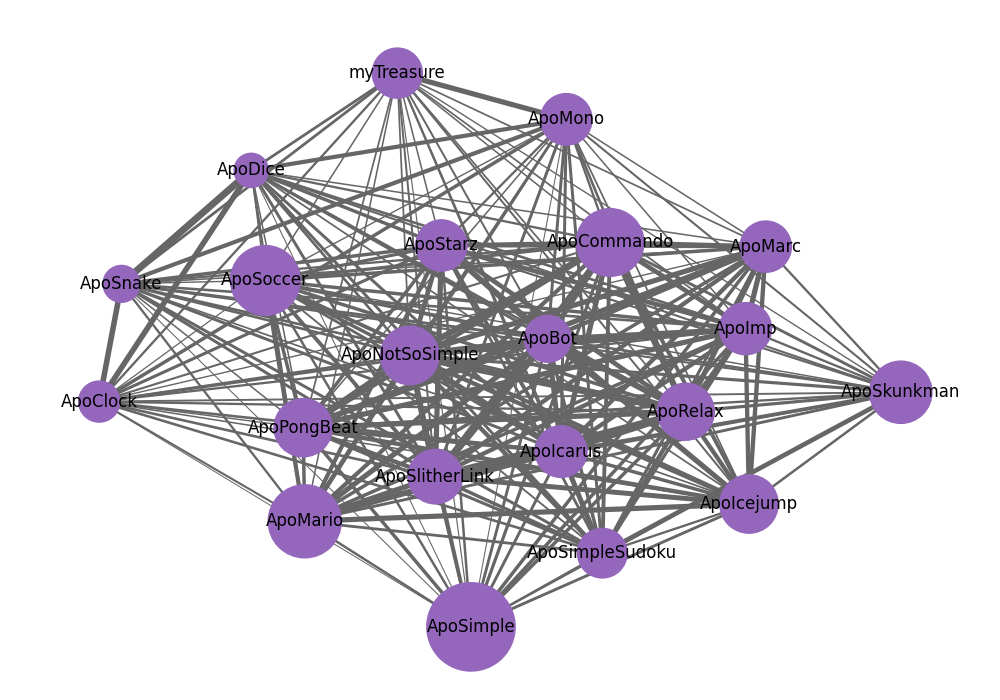 myTreasure
ApoMono
ApoDice
ApoStarz
ApoCommando
ApoMarc
ApoSnake
ApoSoccer
ApoNotSoSimple
ApoBot
ApoImp
ApoClock
ApoPongBeat
ApoRelax
ApoSkunkman
ApoIcarus
ApoSlitherLink
ApoMario
ApoIcejump
ApoSimpleSudoku
ApoSimple